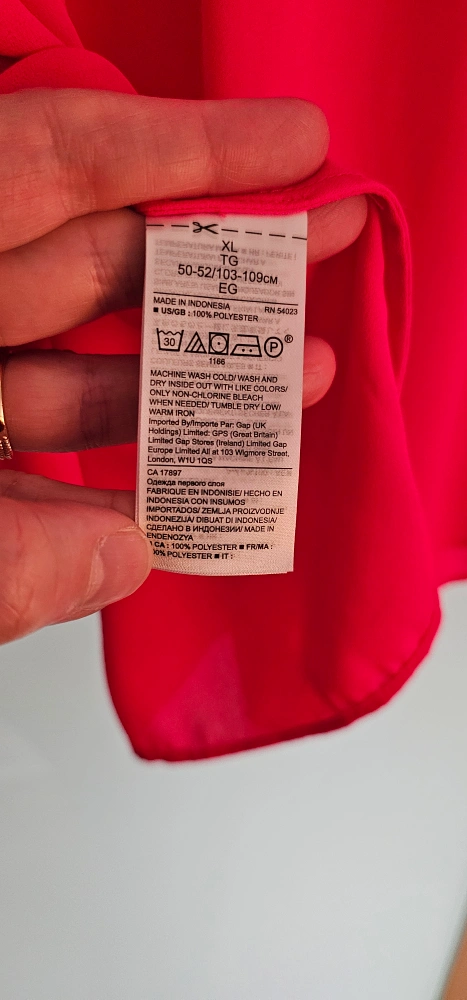 XL
TG
50-52/103-109CM
EG
MADE IN INDONESIA RN 54023
■ US/GB : 100% POLYESTER
30 P ®
1166
MACHINE WASH COLD/ WASH AND
DRY INSIDE OUT WITH LIKE COLORS/
ONLY NON-CHLORINE BLEACH
WHEN NEEDED/ TUMBLE DRY LOW/
WARM IRON
Imported By/Importe Par: Gap (UK
Holdings) Limited: GPS (Great Britain)
Limited Gap Stores (Ireland) Limited Gap
Europe Limited All at 103 Wigmore Street,
London, W1U 1QS
CA 17897
Одежда первого слоя
FABRIQUE EN INDONISIE/ HECHO EN
INDONESIA CON INSUMOS
IMPORTADOS/ ZEMLJA PROIZVODNJE
INDONEZIJA/ DIBUAT DI INDONESIA/
СДЕЛАНО В ИНДОНЕЗИИ/ MADE IN
ENDENOZYA
CA : 100% POLYESTER ■ FR/MA :
POLYESTER ■ IT :